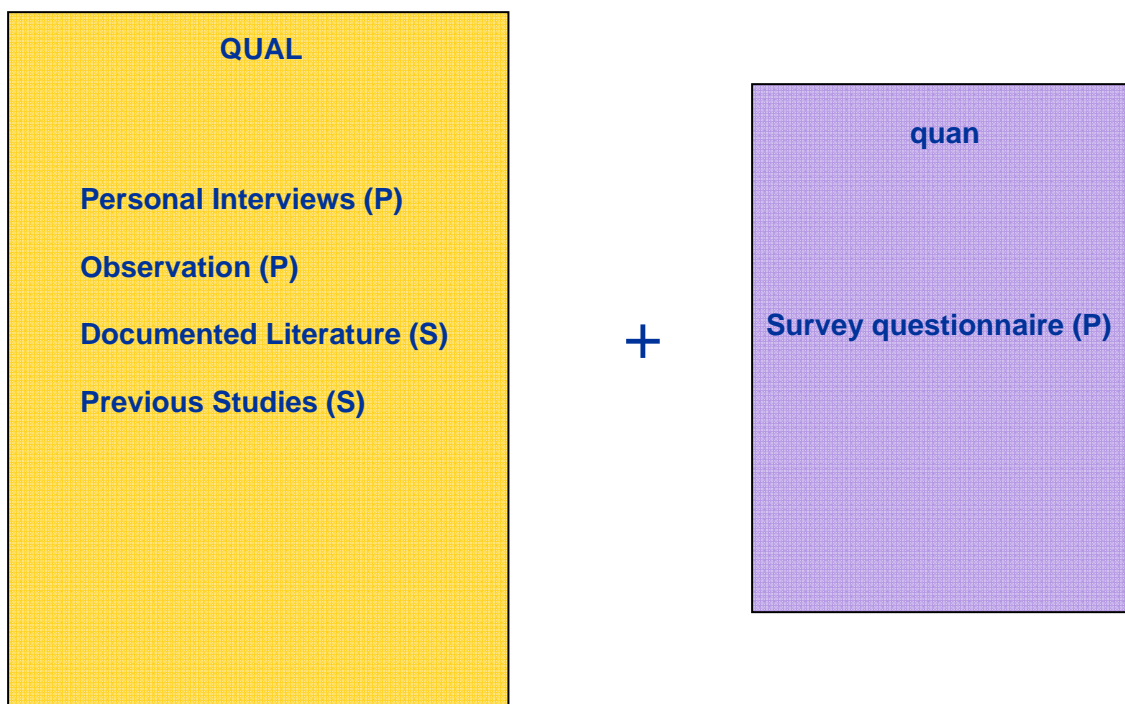 QUAL
Personal Interviews (P)
Observation (P)
Documented Literature (S)
Previous Studies (S)
+
quan
Survey questionnaire (P)